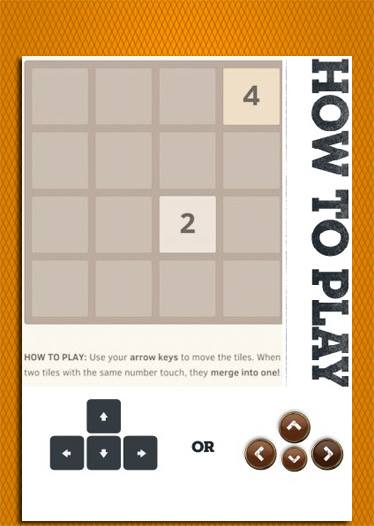 4
2
HOW TO PLAY
HOW TO PLAY: Use your arrow keys to move the tiles. When
two tiles with the same number touch, they merge into one!
OR